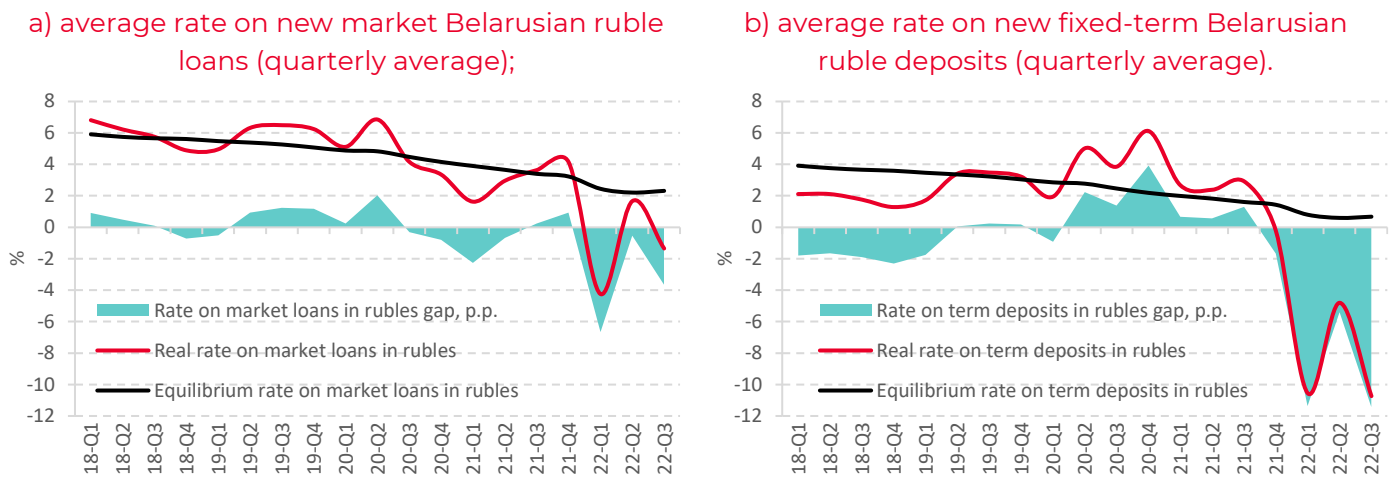 a) average rate on new market Belarusian ruble
loans (quarterly average);
8
6
4
2
0
-2
-4
-6
-8
-10
-12
%
Rate on market loans in rubles gap, p.p.
Real rate on market loans in rubles
Equilibrium rate on market loans in rubles
18-Q1
18-Q2
18-Q3
18-Q4
19-Q1
19-Q2
19-Q3
19-Q4
20-Q1
20-Q2
20-Q3
20-Q4
21-Q1
21-Q2
21-Q3
21-Q4
22-Q1
22-Q2
22-Q3
b) average rate on new fixed-term Belarusian
ruble deposits (quarterly average).
8
6
4
2
0
-2
-4
-6
-8
-10
-12
%
Rate on term deposits in rubles gap, p.p.
Real rate on term deposits in rubles
Equilibrium rate on term deposits in rubles
18-Q1
18-Q2
18-Q3
18-Q4
19-Q1
19-Q2
19-Q3
19-Q4
20-Q1
20-Q2
20-Q3
20-Q4
21-Q1
21-Q2
21-Q3
21-Q4
22-Q1
22-Q2
22-Q3